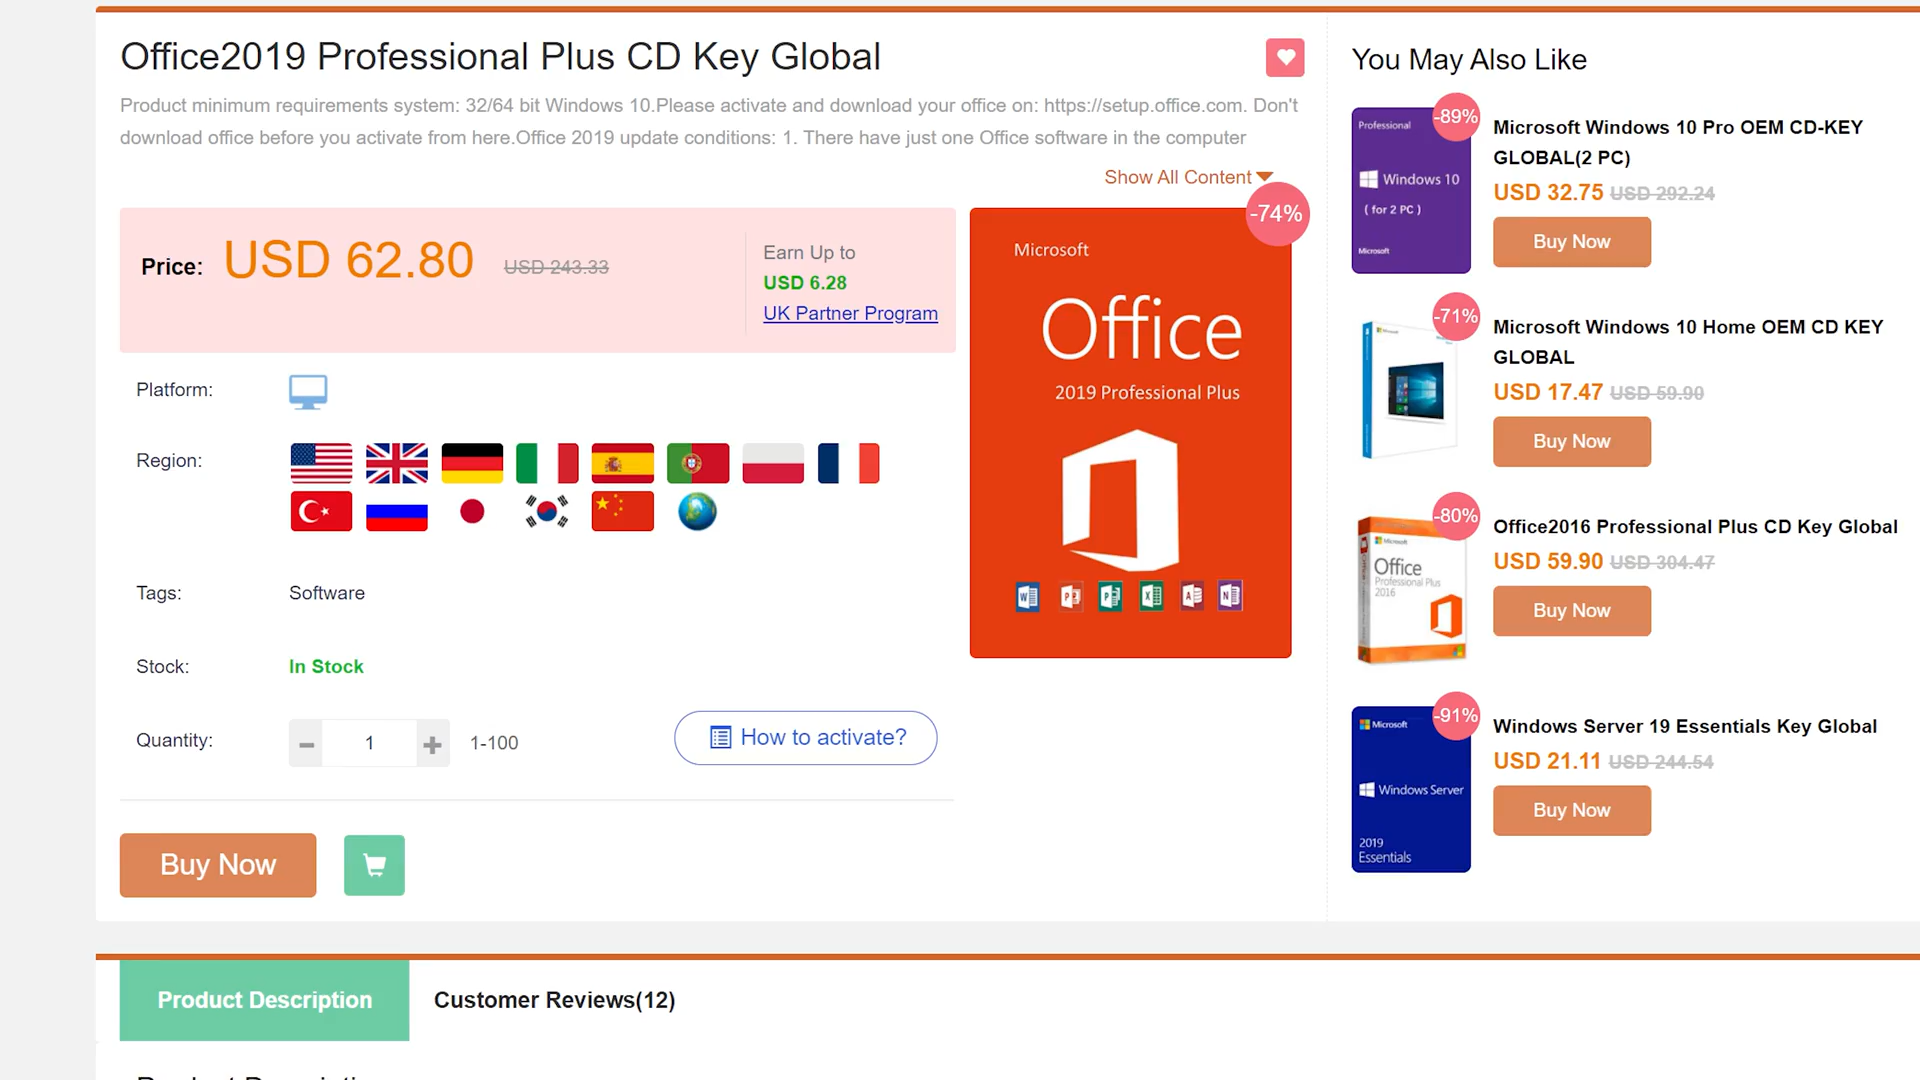 Office2019 Professional Plus CD Key Global
Product minimum requirements system: 32/64 bit Windows 10.Please activate and download your office on: https://setup.office.com. Don't
download office before you activate from here.Office 2019 update conditions: 1. There have just one Office software in the computer
Show All Content
Price: USD 62.80 USD 243.33
Earn Up to
USD 6.28
UK Partner Program
-74%
Microsoft
Office
2019 Professional Plus
Platform:
Region:
Tags: Software
Stock: In Stock
Quantity: 1 1-100
How to activate?
Buy Now
You May Also Like
-89%
Professional
Windows 10
( for 2 PC )
Microsoft
Microsoft Windows 10 Pro OEM CD-KEY
GLOBAL(2 PC)
USD 32.75 USD 292.24
Buy Now
-71%
Microsoft
Microsoft Windows 10 Home OEM CD KEY
GLOBAL
USD 17.47 USD 59.90
Buy Now
-80%
Microsoft
Office
Professional Plus
2016
Office2016 Professional Plus CD Key Global
USD 59.90 USD 304.47
Buy Now
-91%
Microsoft
Windows Server
2019
Essentials
Windows Server 19 Essentials Key Global
USD 21.11 USD 244.54
Buy Now
Product Description
Customer Reviews(12)